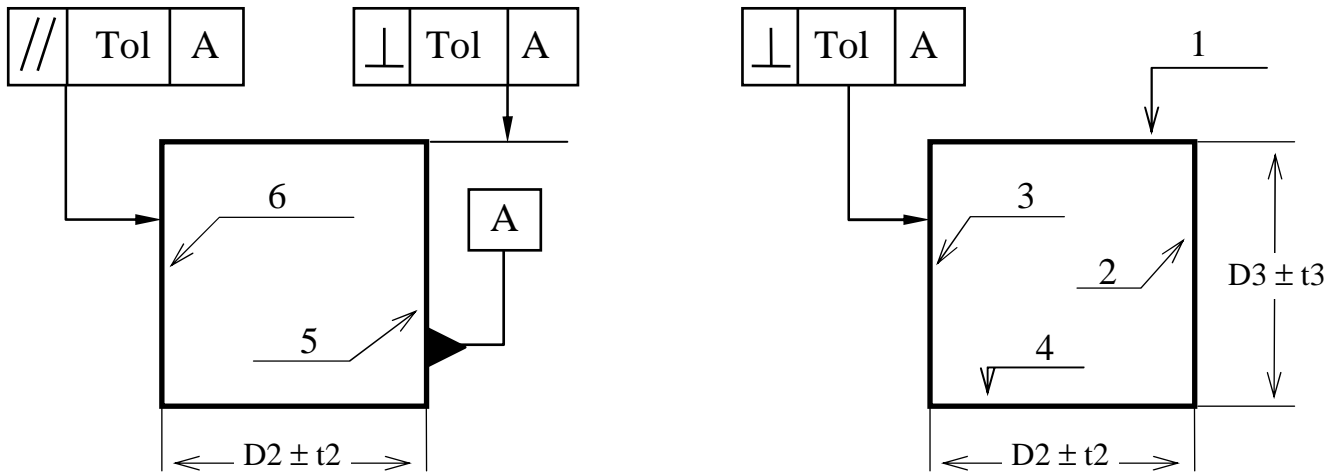 // Tol A
⊥ Tol A
⊥ Tol A
1
6
A
3
2
D3 ± t3
5
4
D2 ± t2
D2 ± t2